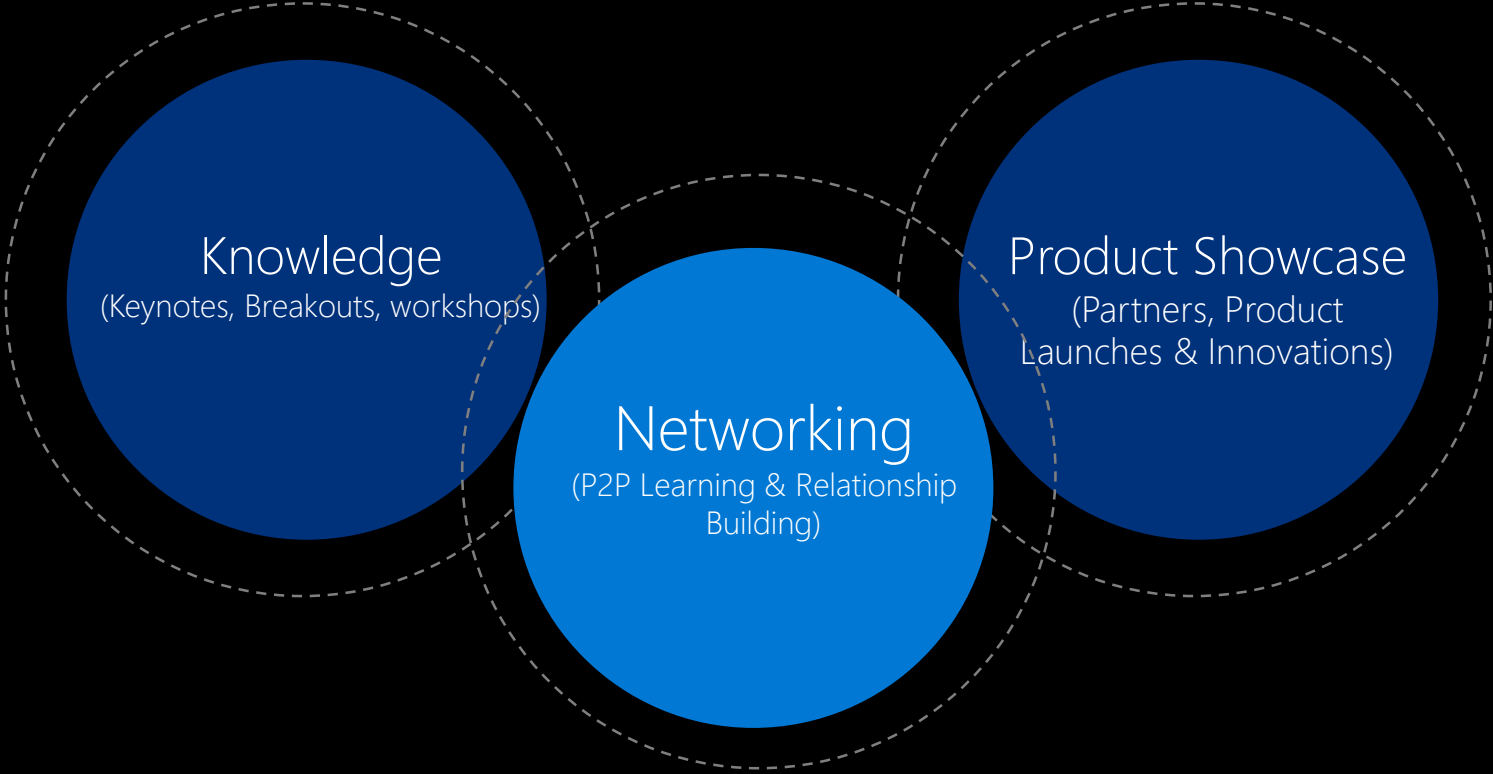 Knowledge
(Keynotes, Breakouts, workshops)
Networking
(P2P Learning & Relationship
Building)
Product Showcase
(Partners, Product
Launches & Innovations)